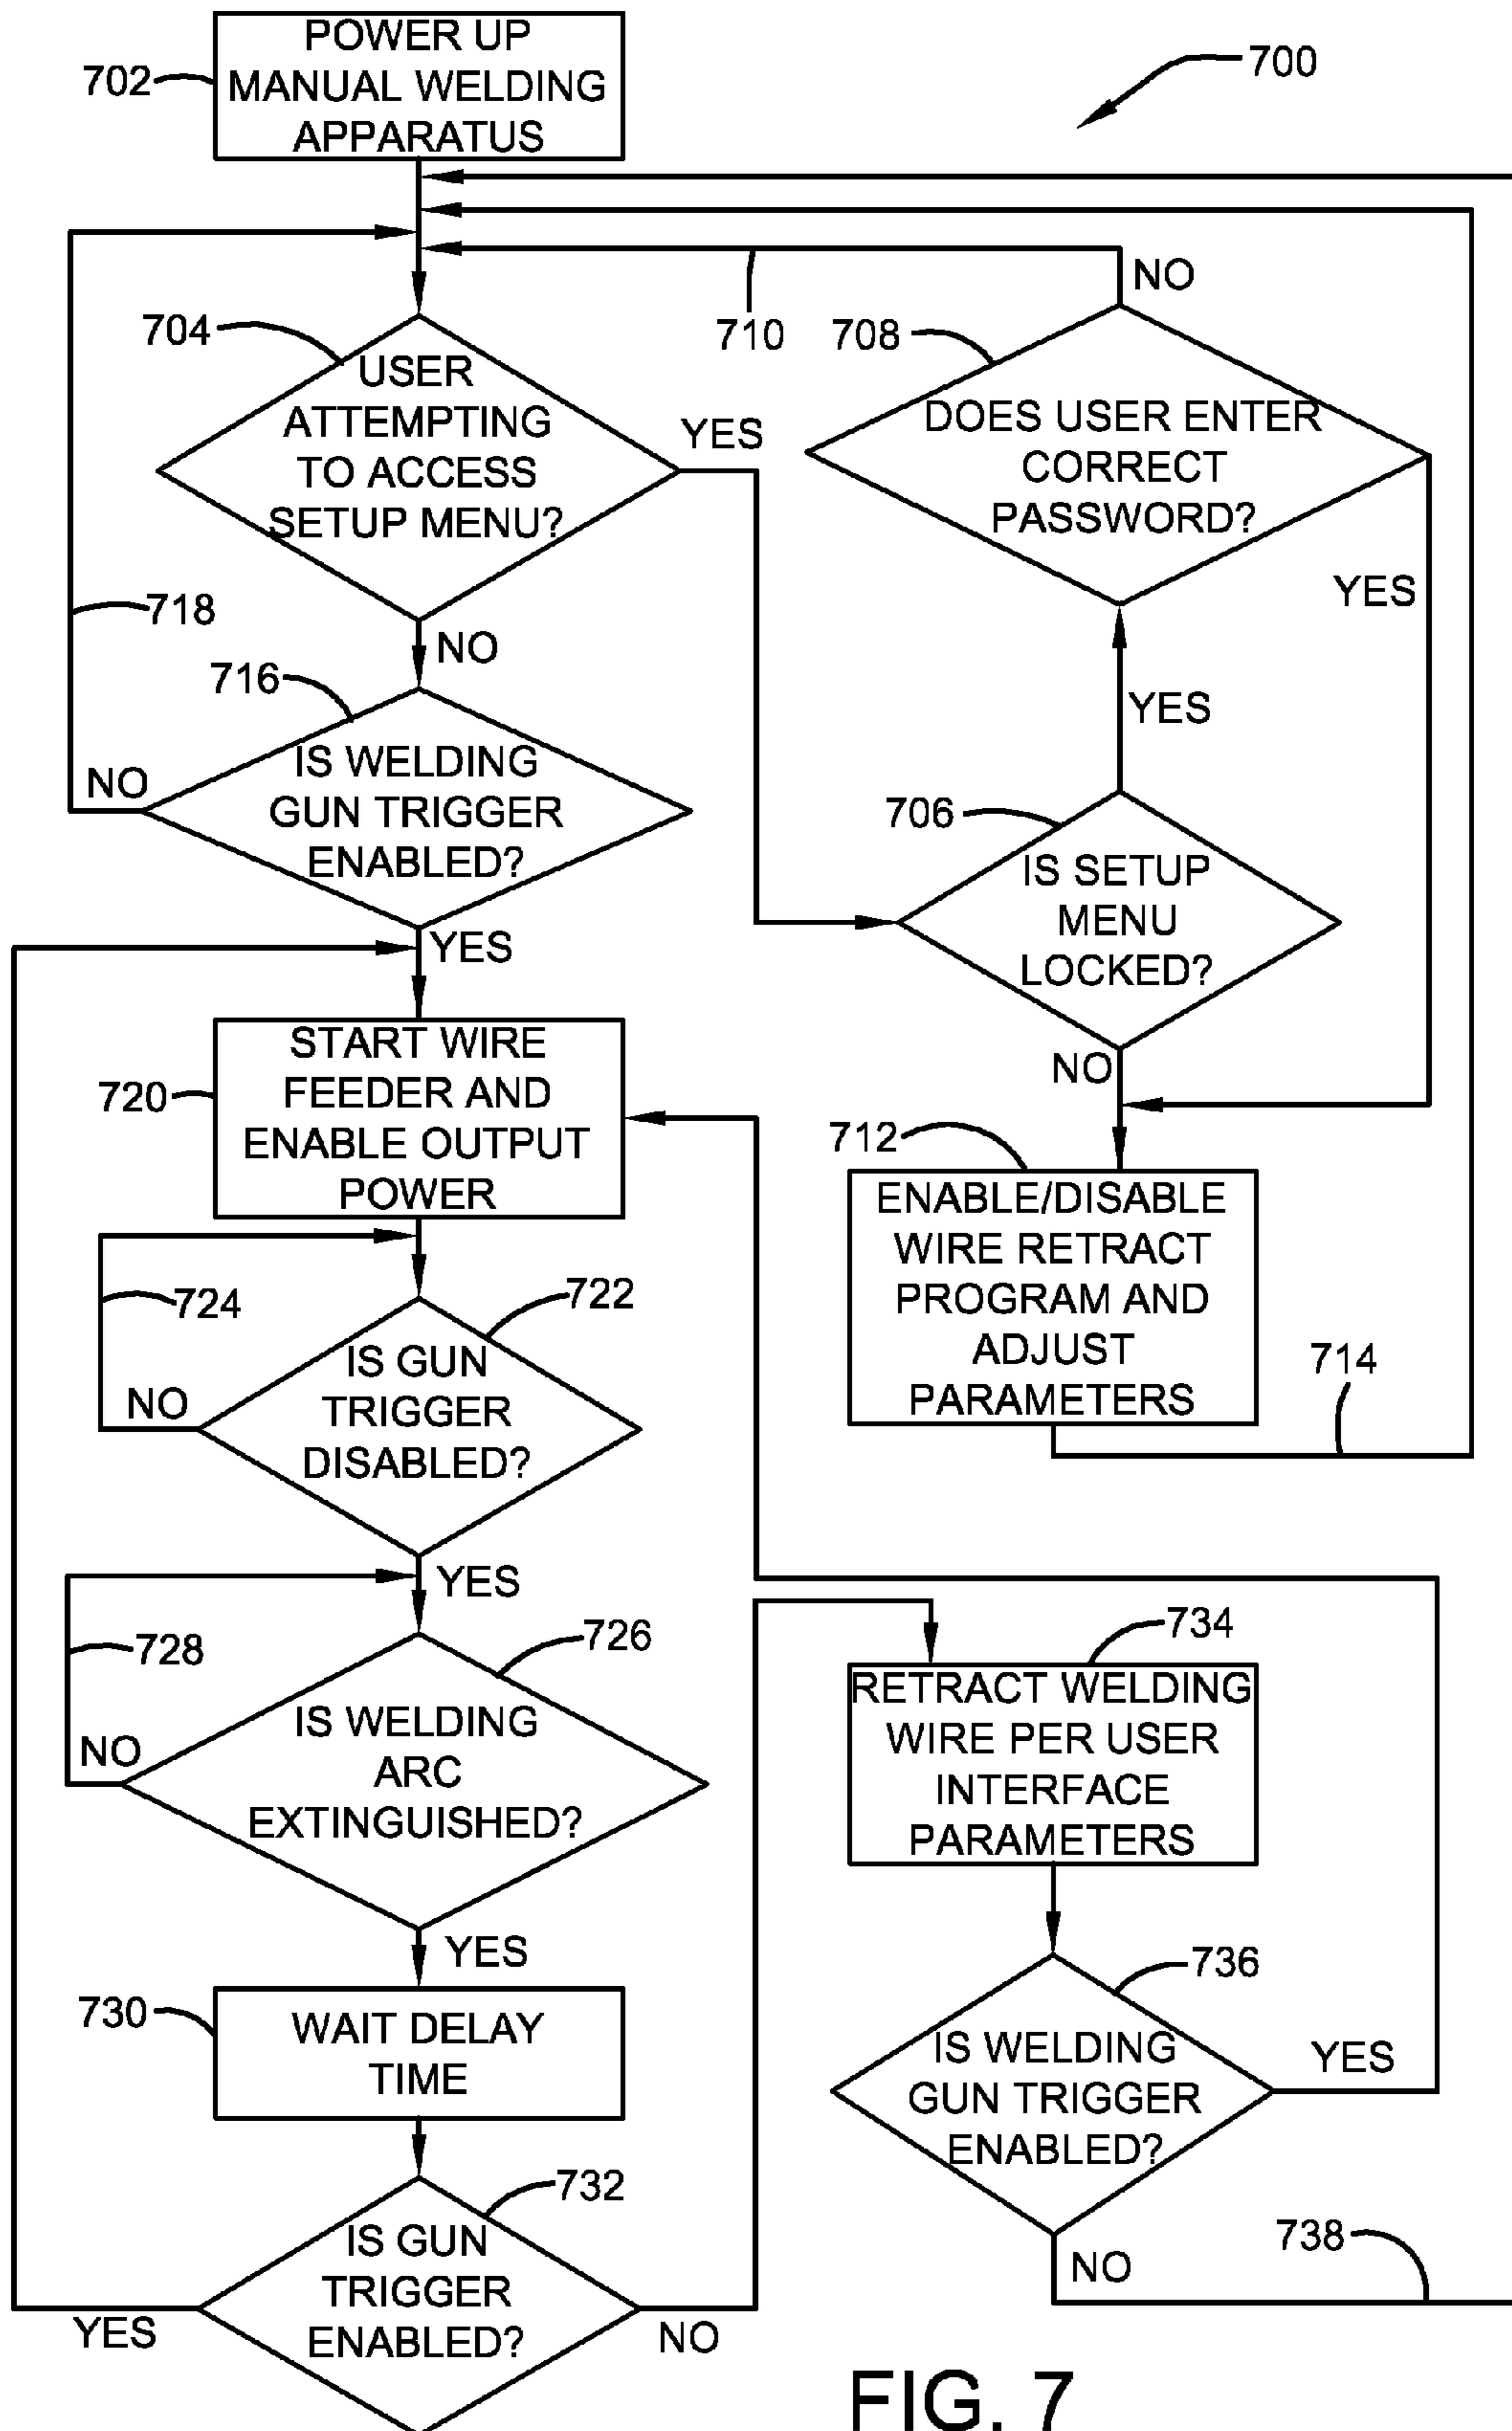 POWER UP
MANUAL WELDING
APPARATUS
702
700
704
USER
ATTEMPTING
TO ACCESS
SETUP MENU?
YES
NO
710
708
NO
DOES USER ENTER
CORRECT
PASSWORD?
YES
718
716
IS WELDING
GUN TRIGGER
ENABLED?
NO
YES
YES
706
IS SETUP
MENU
LOCKED?
NO
720
START WIRE
FEEDER AND
ENABLE OUTPUT
POWER
712
ENABLE/DISABLE
WIRE RETRACT
PROGRAM AND
ADJUST
PARAMETERS
714
724
722
IS GUN
TRIGGER
DISABLED?
NO
YES
728
726
IS WELDING
ARC
EXTINGUISHED?
NO
YES
734
RETRACT WELDING
WIRE PER USER
INTERFACE
PARAMETERS
730
WAIT DELAY
TIME
736
IS WELDING
GUN TRIGGER
ENABLED?
YES
NO
738
732
IS GUN
TRIGGER
ENABLED?
YES
NO
FIG. 7